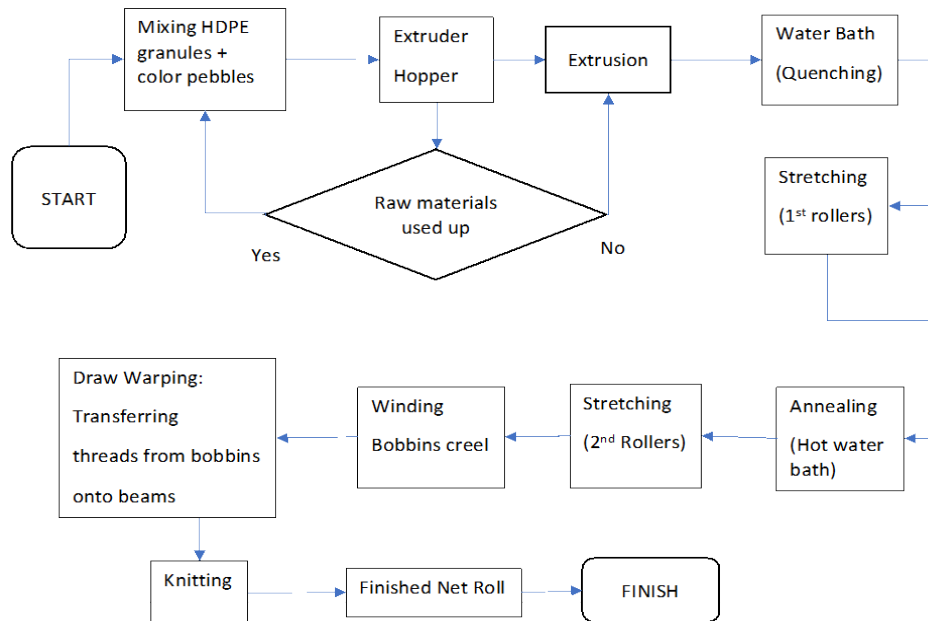 Mixing HDPE
granules +
color pebbles
Extruder
Hopper
Extrusion
Water Bath
(Quenching)
START
Raw materials
used up
Yes
No
Stretching
(1st rollers)
Draw Warping:
Transferring
threads from bobbins
onto beams
Winding
Bobbins creel
Stretching
(2nd Rollers)
Annealing
(Hot water
bath)
Knitting
Finished Net Roll
FINISH